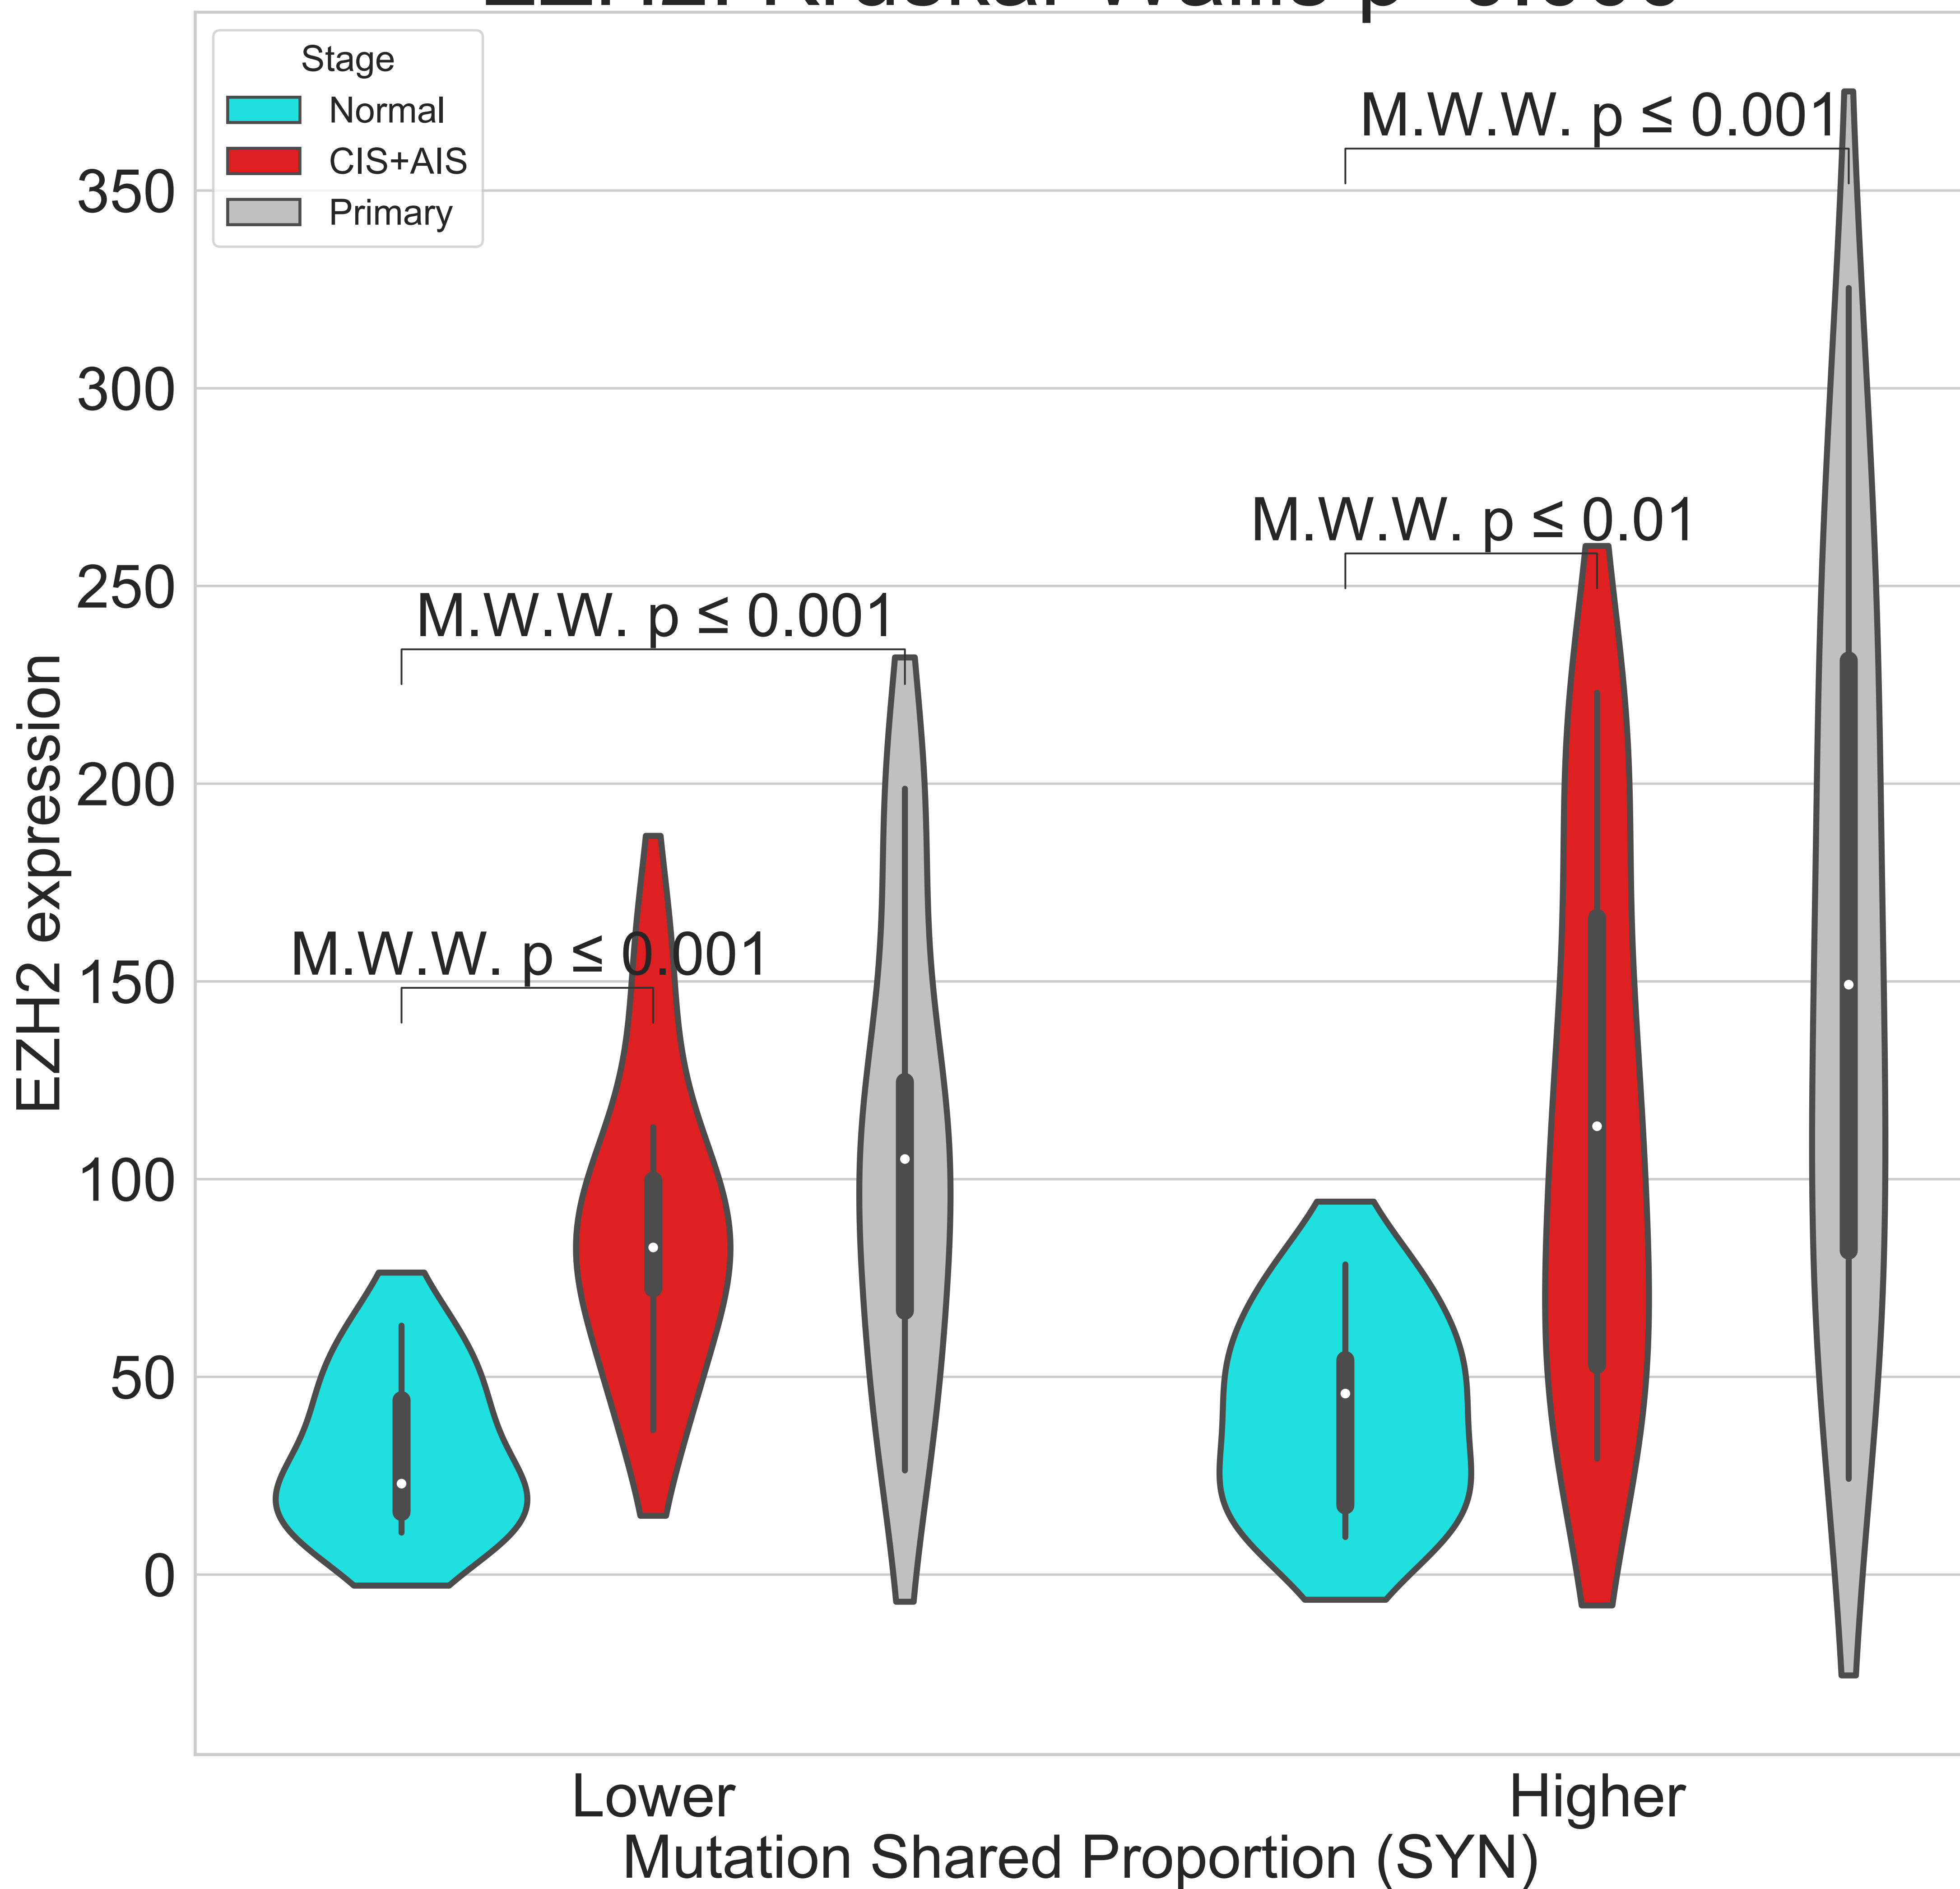 Stage
Normal
CIS+AIS
Primary
M.W.W. p ≤ 0.001
M.W.W. p ≤ 0.01
M.W.W. p ≤ 0.001
M.W.W. p ≤ 0.001
350
300
250
200
150
100
50
0
EZH2 expression
Lower
Higher
Mutation Shared Proportion (SYN)